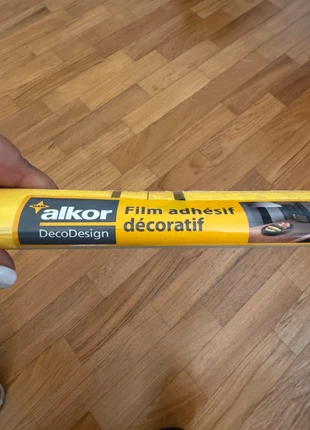 alkor
DecoDesign
Film adhésif
décoratif